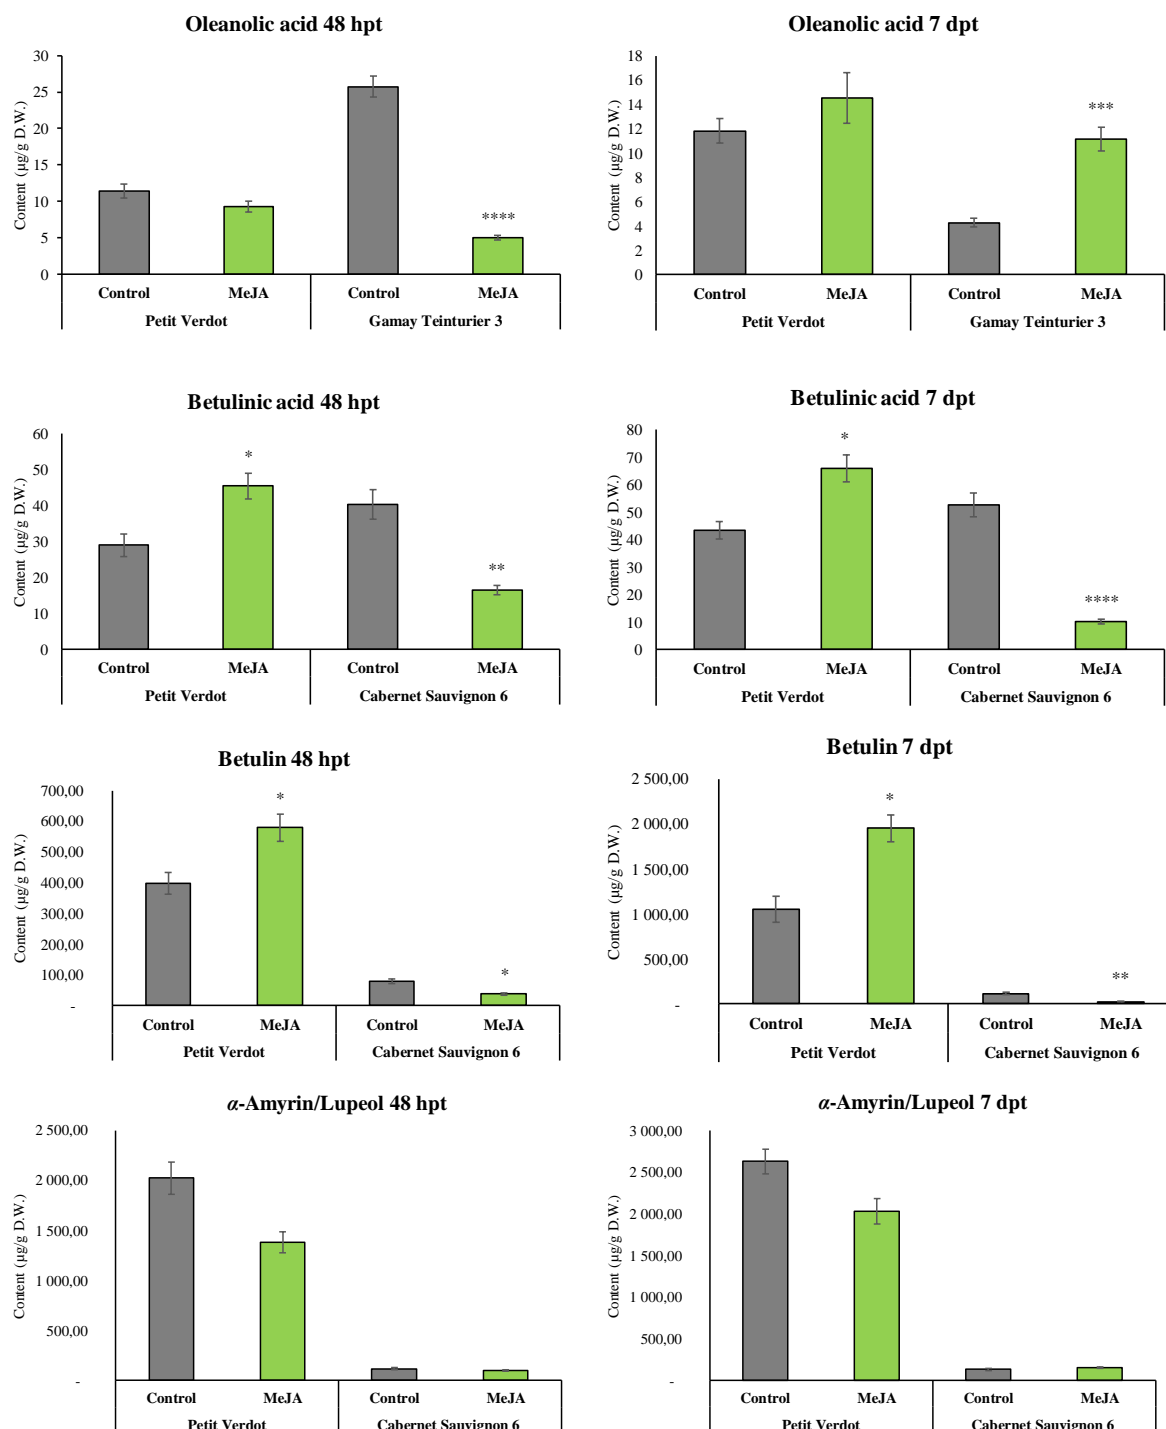 Oleanolic acid 48 hpt
Content (µg/g D.W.)
30
25
20
15
10
5
0
****
Control MeJA Control MeJA
Petit Verdot Gamay Teinturier 3
Oleanolic acid 7 dpt
Content (µg/g D.W.)
18
16
14
12
10
8
6
4
2
0
***
Control MeJA Control MeJA
Petit Verdot Gamay Teinturier 3
Betulinic acid 48 hpt
Content (µg/g D.W.)
60
50
40
30
20
10
0
*
**
Control MeJA Control MeJA
Petit Verdot Cabernet Sauvignon 6
Betulinic acid 7 dpt
Content (µg/g D.W.)
80
70
60
50
40
30
20
10
0
*
****
Control MeJA Control MeJA
Petit Verdot Cabernet Sauvignon 6
Betulin 48 hpt
Content (µg/g D.W.)
700,00
600,00
500,00
400,00
300,00
200,00
100,00
-
*
*
Control MeJA Control MeJA
Petit Verdot Cabernet Sauvignon 6
Betulin 7 dpt
Content (µg/g D.W.)
2 500,00
2 000,00
1 500,00
1 000,00
500,00
-
*
**
Control MeJA Control MeJA
Petit Verdot Cabernet Sauvignon 6
α-Amyrin/Lupeol 48 hpt
Content (µg/g D.W.)
2 500,00
2 000,00
1 500,00
1 000,00
500,00
-
Control MeJA Control MeJA
Petit Verdot Cabernet Sauvignon 6
α-Amyrin/Lupeol 7 dpt
Content (µg/g D.W.)
3 000,00
2 500,00
2 000,00
1 500,00
1 000,00
500,00
-
Control MeJA Control MeJA
Petit Verdot Cabernet Sauvignon 6